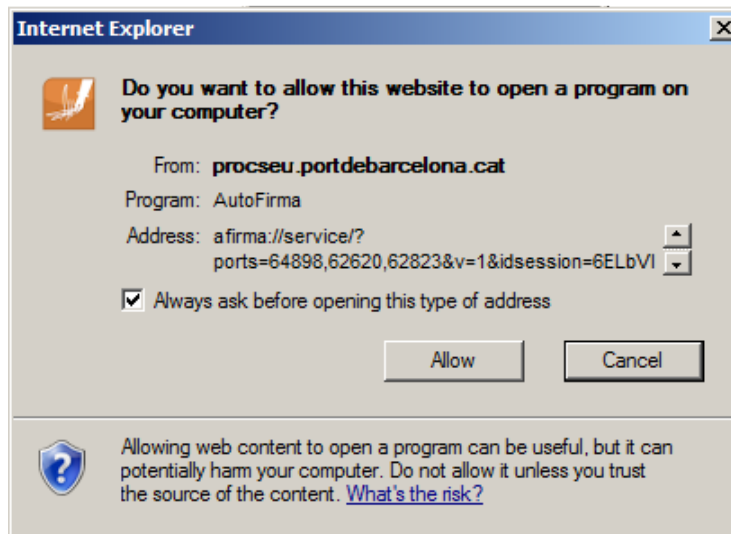 Internet Explorer
Do you want to allow this website to open a program on
your computer?
From: procseu.portdebarcelona.cat
Program: AutoFirma
Address: afirma://service/?
ports=64898,62620,62823&v=1&idsession=6ELbVI
Always ask before opening this type of address
Allow Cancel
Allowing web content to open a program can be useful, but it can
potentially harm your computer. Do not allow it unless you trust
the source of the content. What's the risk?